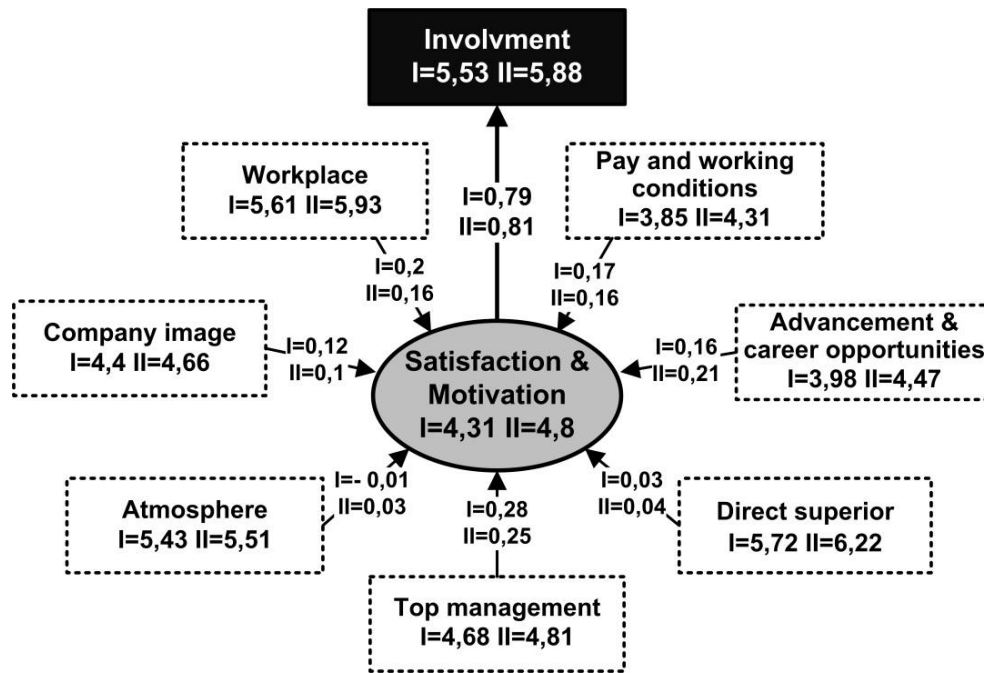 Involvment
I=5,53 II=5,88
Workplace
I=5,61 II=5,93
Pay and working
conditions
I=3,85 II=4,31
I=0,79
II=0,81
I=0,2
II=0,16
I=0,17
II=0,16
Company image
I=4,4 II=4,66
I=0,12
II=0,1
Satisfaction &
Motivation
I=4,31 II=4,8
I=0,16
II=0,21
Advancement &
career opportunities
I=3,98 II=4,47
Atmosphere
I=5,43 II=5,51
I=- 0,01
II=0,03
I=0,28
II=0,25
I=0,03
II=0,04
Direct superior
I=5,72 II=6,22
Top management
I=4,68 II=4,81